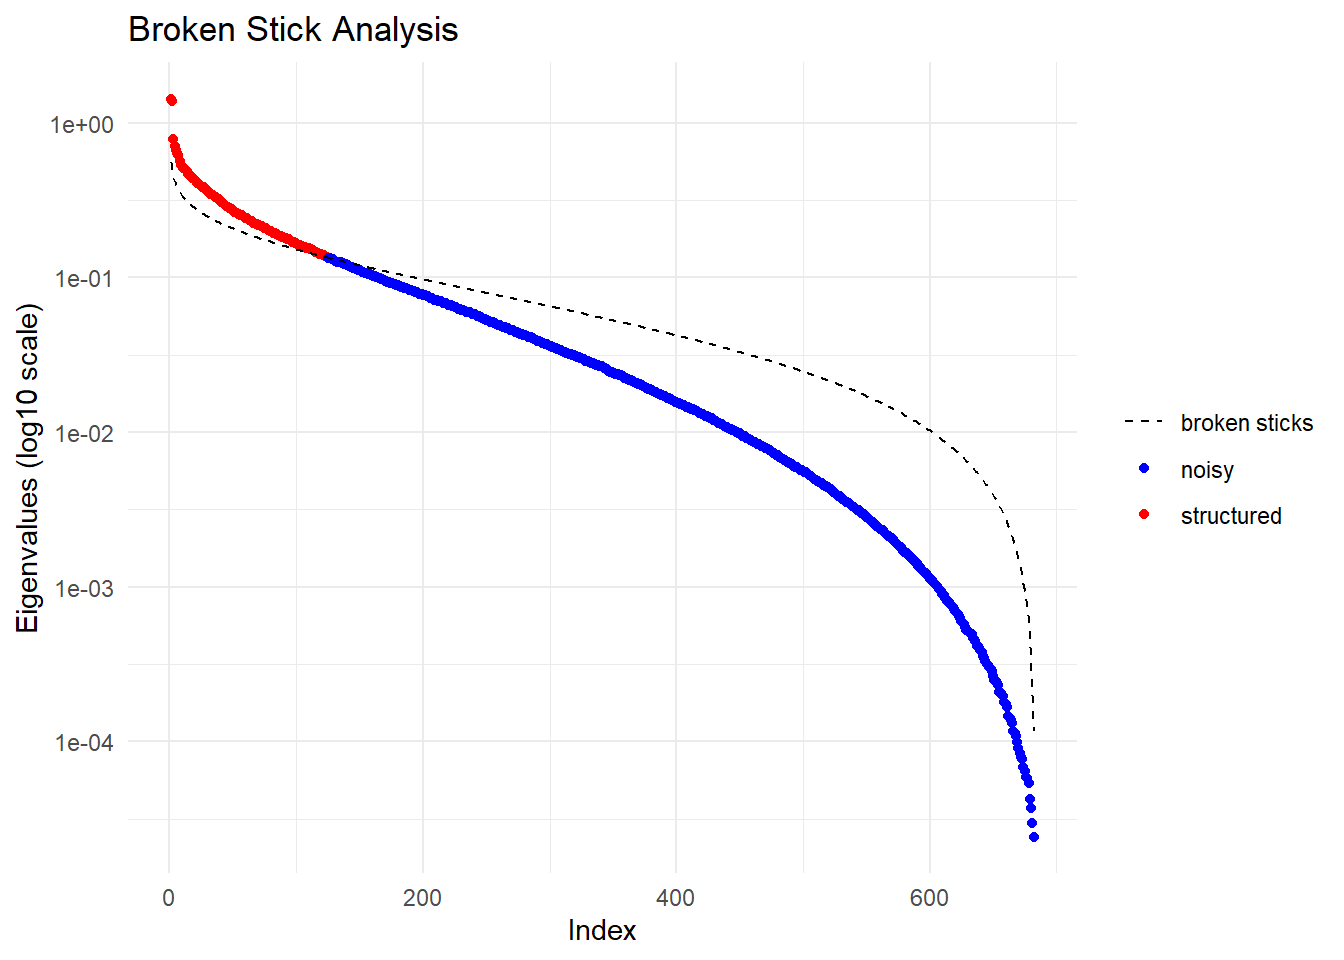 Broken Stick Analysis
Eigenvalues (log10 scale)
1e+00
1e-01
1e-02
1e-03
1e-04
0
200
400
600
Index
broken sticks
noisy
structured